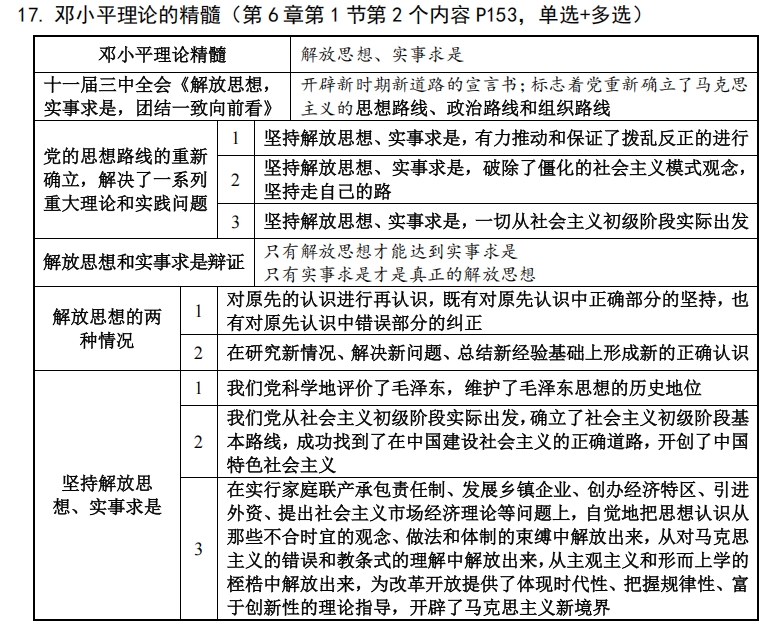 17. 邓小平理论的精髓（第 6 章第 1 节第 2 个内容 P153，单选+多选）
邓小平理论精髓
解放思想、实事求是
十一届三中全会《解放思想，
实事求是，团结一致向前看》
开辟新时期新道路的宣言书；标志着党重新确立了马克思
主义的思想路线、政治路线和组织路线
党的思想路线的重新
确立，解决了一系列
重大理论和实践问题
1
坚持解放思想、实事求是，有力推动和保证了拨乱反正的进行
2
坚持解放思想、实事求是，破除了僵化的社会主义模式观念，
坚持走自己的路
3
坚持解放思想、实事求是，一切从社会主义初级阶段实际出发
解放思想和实事求是辩证
只有解放思想才能达到实事求是
只有实事求是才是真正的解放思想
解放思想的两
种情况
1
对原先的认识进行再认识，既有对原先认识中正确部分的坚持，也
有对原先认识中错误部分的纠正
2
在研究新情况、解决新问题、总结新经验基础上形成新的正确认识
坚持解放思
想、实事求是
1
我们党科学地评价了毛泽东，维护了毛泽东思想的历史地位
2
我们党从社会主义初级阶段实际出发，确立了社会主义初级阶段基
本路线，成功找到了在中国建设社会主义的正确道路，开创了中国
特色社会主义
3
在实行家庭联产承包责任制、发展乡镇企业、创办经济特区、引进
外资、提出社会主义市场经济理论等问题上，自觉地把思想认识从
那些不合时宜的观念、做法和体制的束缚中解放出来，从对马克思
主义的错误和教条式的理解中解放出来，从主观主义和形而上学的
桎梏中解放出来，为改革开放提供了体现时代性、把握规律性、富
于创新性的理论指导，开辟了马克思主义新境界